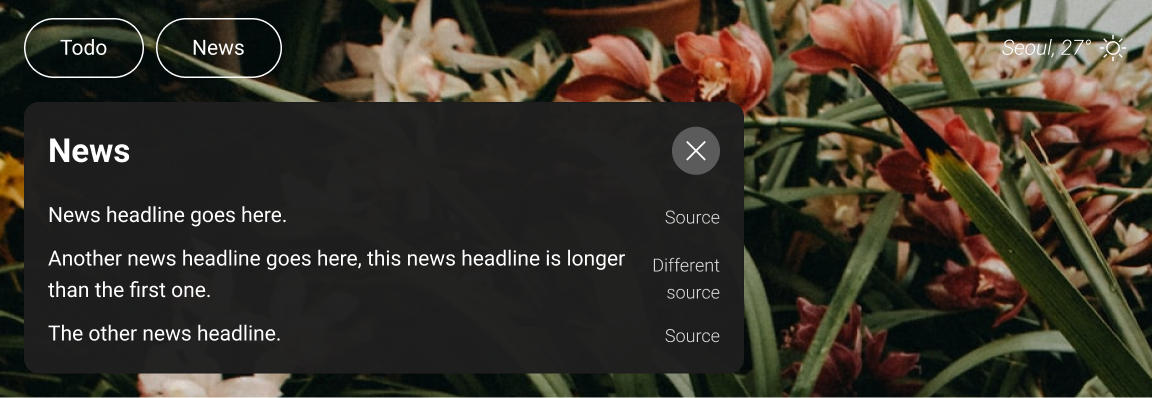 Todo
News
Seoul, 27°
News
News headline goes here.
Source
Another news headline goes here, this news headline is longer
than the first one.
Different
source
The other news headline.
Source